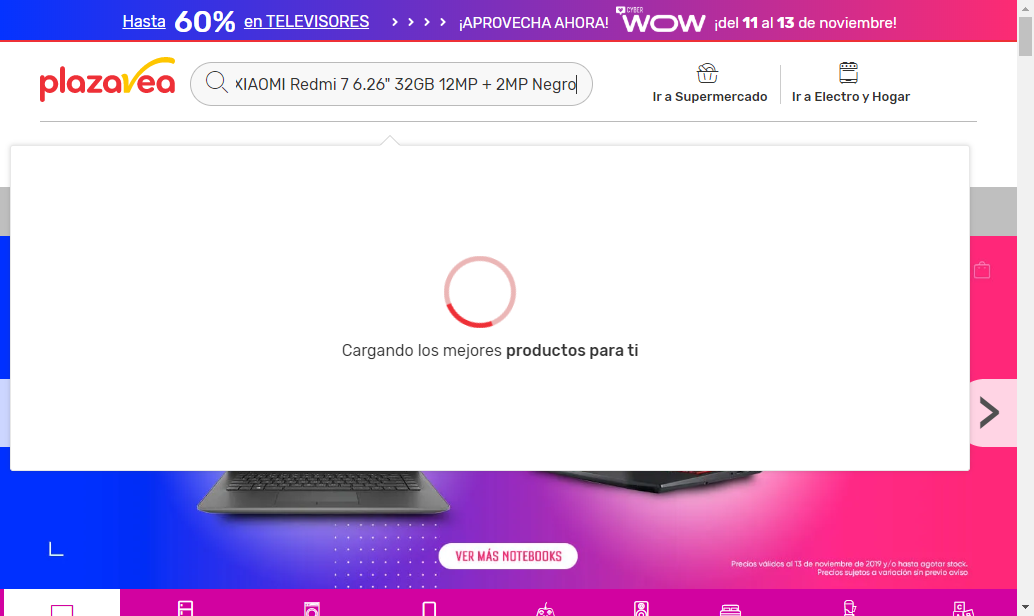 Hasta 60% en TELEVISORES > > > > ¡APROVECHA AHORA! CYBER WOW ¡del 11 al 13 de noviembre!
plazavea
XIAOMI Redmi 7 6.26" 32GB 12MP + 2MP Negro
Ir a Supermercado
Ir a Electro y Hogar
Cargando los mejores productos para ti
VER MÁS NOTEBOOKS
Precios válidos al 13 de noviembre de 2019 y/o hasta agotar stock.
Precios sujetos a variación sin previo aviso